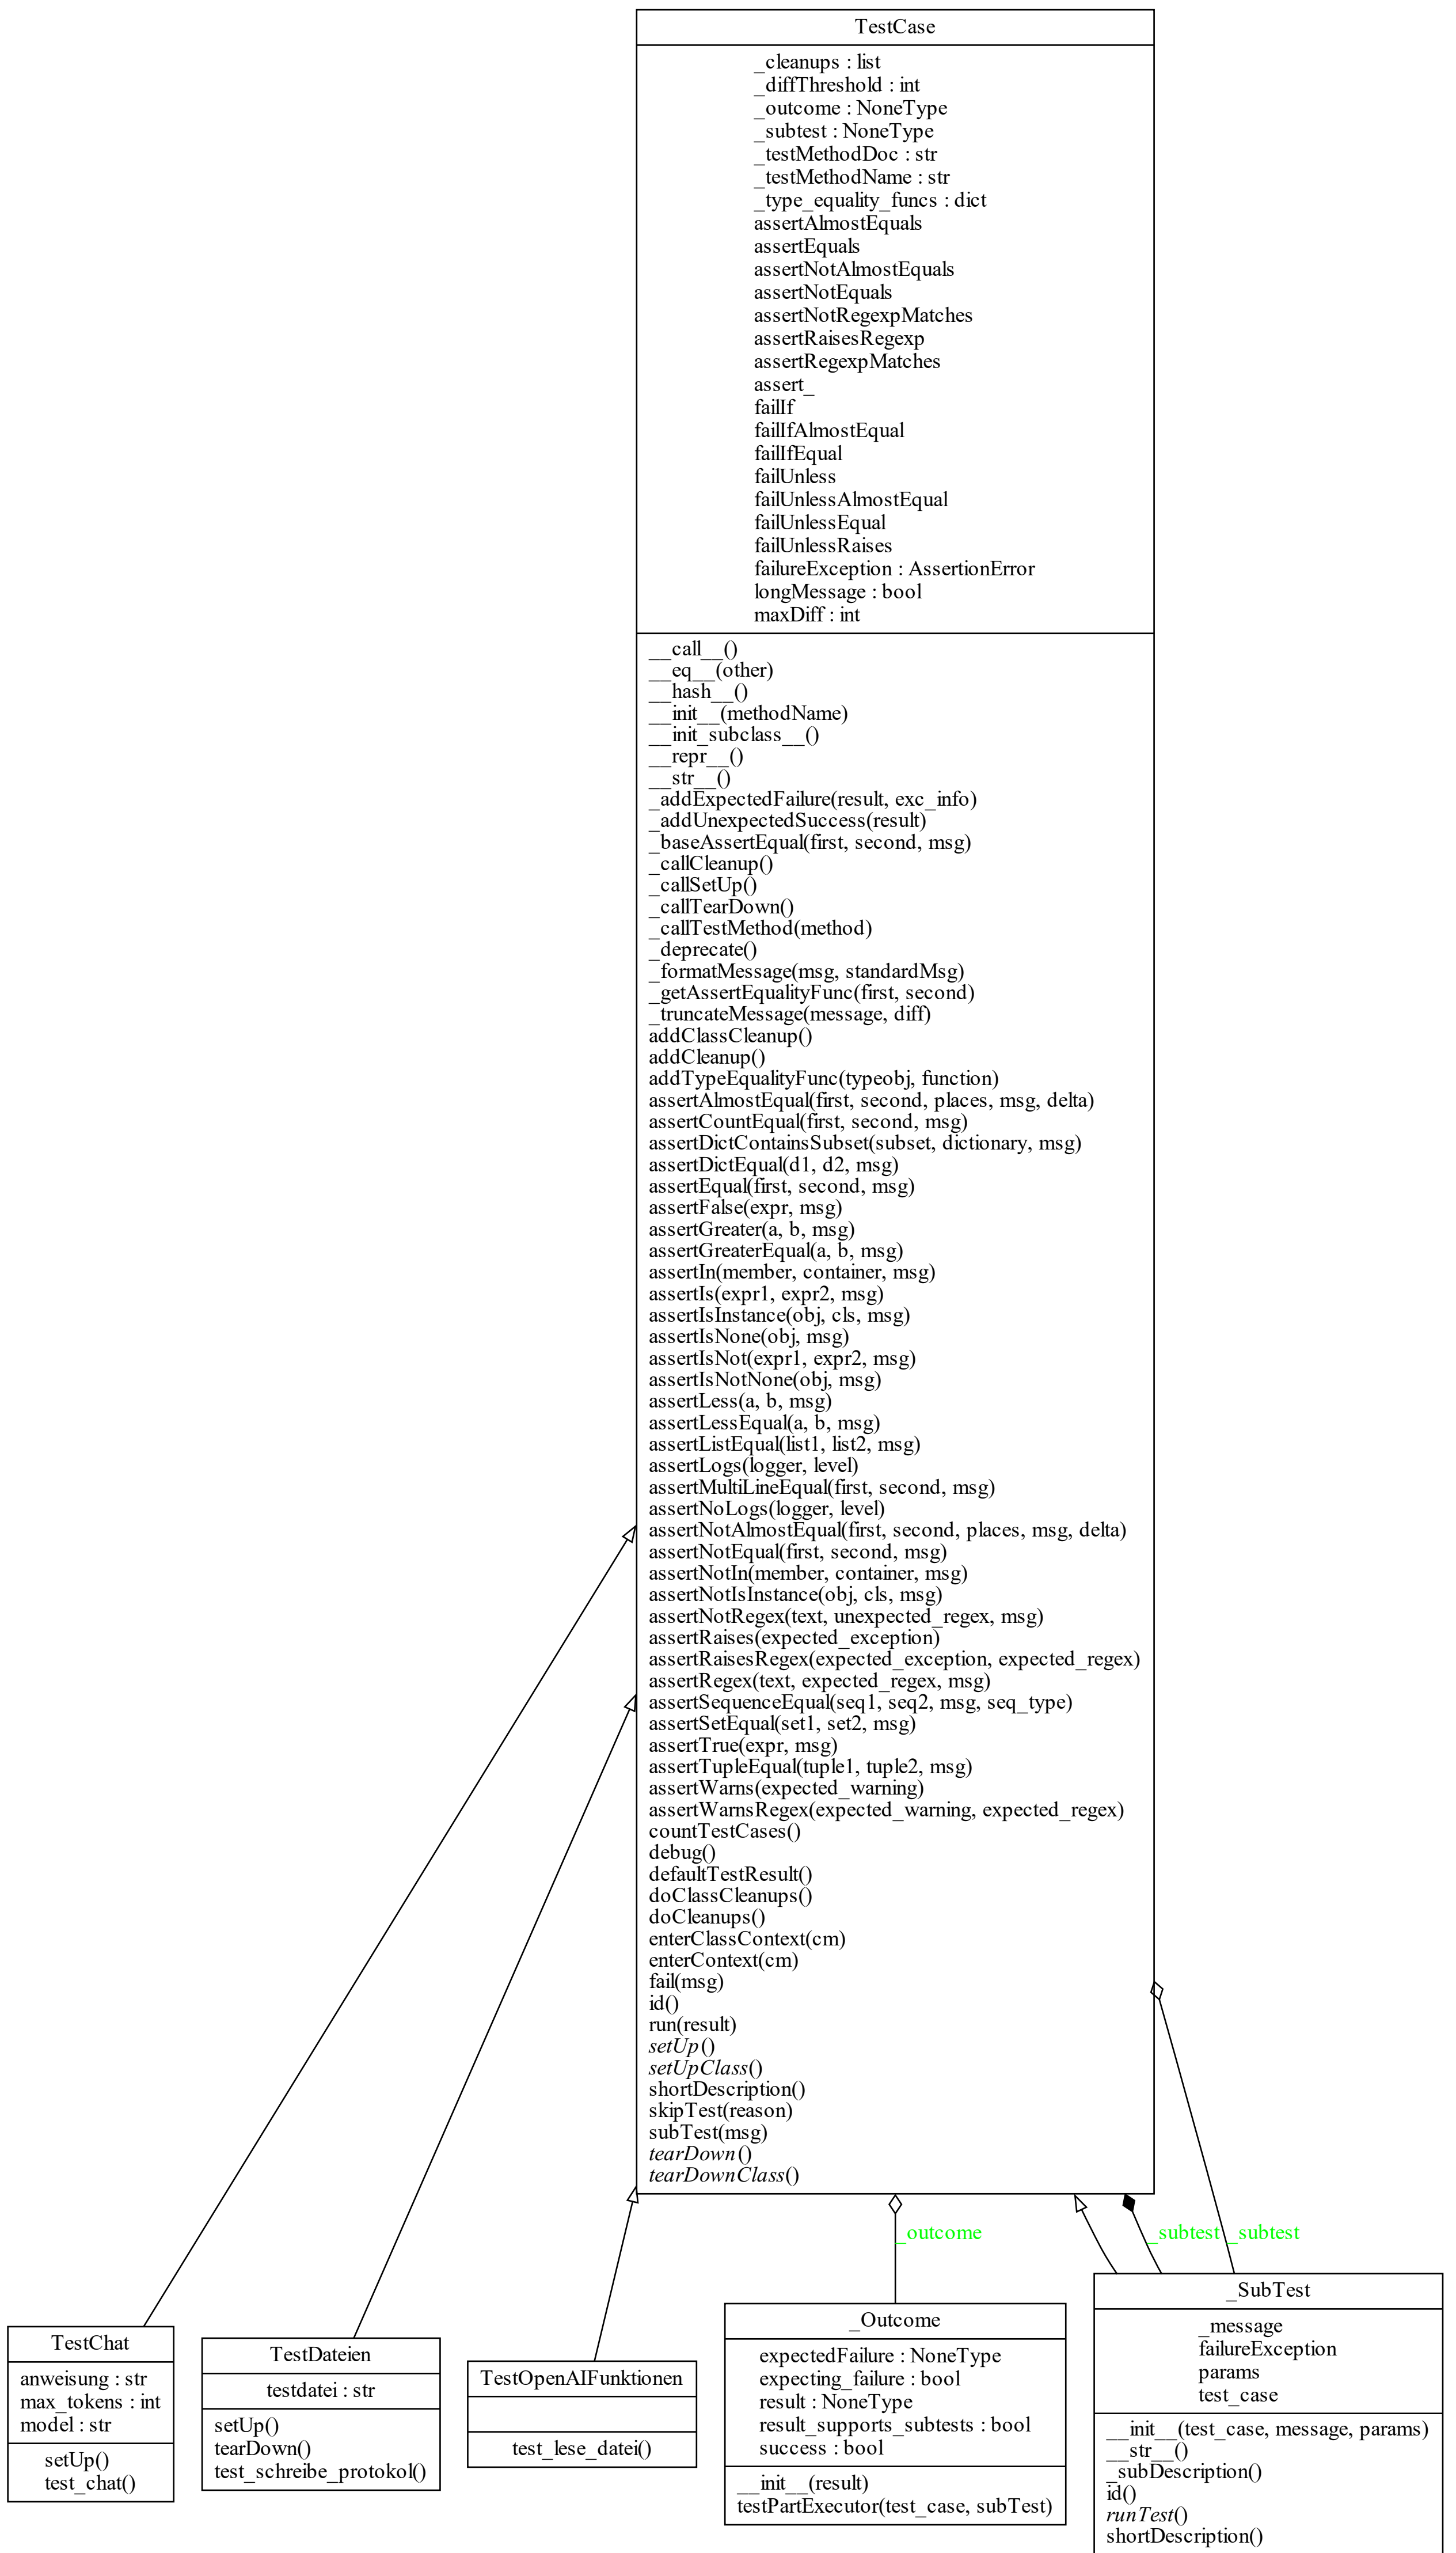 TestCase
_cleanups : list
_diffThreshold : int
_outcome : NoneType
_subtest : NoneType
_testMethodDoc : str
_testMethodName : str
_type_equality_funcs : dict
assertAlmostEquals
assertEquals
assertNotAlmostEquals
assertNotEquals
assertNotRegexpMatches
assertRaisesRegexp
assertRegexpMatches
assert_
failIf
failIfAlmostEqual
failIfEqual
failUnless
failUnlessAlmostEqual
failUnlessEqual
failUnlessRaises
failureException : AssertionError
longMessage : bool
maxDiff : int
__call__()
__eq__(other)
__hash__()
__init__(methodName)
__init_subclass__()
__repr__()
__str__()
_addExpectedFailure(result, exc_info)
_addUnexpectedSuccess(result)
_baseAssertEqual(first, second, msg)
_callCleanup()
_callSetUp()
_callTearDown()
_callTestMethod(method)
_deprecate()
_formatMessage(msg, standardMsg)
_getAssertEqualityFunc(first, second)
_truncateMessage(message, diff)
addClassCleanup()
addCleanup()
addTypeEqualityFunc(typeobj, function)
assertAlmostEqual(first, second, places, msg, delta)
assertCountEqual(first, second, msg)
assertDictContainsSubset(subset, dictionary, msg)
assertDictEqual(d1, d2, msg)
assertEqual(first, second, msg)
assertFalse(expr, msg)
assertGreater(a, b, msg)
assertGreaterEqual(a, b, msg)
assertIn(member, container, msg)
assertIs(expr1, expr2, msg)
assertIsInstance(obj, cls, msg)
assertIsNone(obj, msg)
assertIsNot(expr1, expr2, msg)
assertIsNotNone(obj, msg)
assertLess(a, b, msg)
assertLessEqual(a, b, msg)
assertListEqual(list1, list2, msg)
assertLogs(logger, level)
assertMultiLineEqual(first, second, msg)
assertNoLogs(logger, level)
assertNotAlmostEqual(first, second, places, msg, delta)
assertNotEqual(first, second, msg)
assertNotIn(member, container, msg)
assertNotIsInstance(obj, cls, msg)
assertNotRegex(text, unexpected_regex, msg)
assertRaises(expected_exception)
assertRaisesRegex(expected_exception, expected_regex)
assertRegex(text, expected_regex, msg)
assertSequenceEqual(seq1, seq2, msg, seq_type)
assertSetEqual(set1, set2, msg)
assertTrue(expr, msg)
assertTupleEqual(tuple1, tuple2, msg)
assertWarns(expected_warning)
assertWarnsRegex(expected_warning, expected_regex)
countTestCases()
debug()
defaultTestResult()
doClassCleanups()
doCleanups()
enterClassContext(cm)
enterContext(cm)
fail(msg)
id()
run(result)
setUp()
setUpClass()
shortDescription()
skipTest(reason)
subTest(msg)
tearDown()
tearDownClass()
_outcome
_subtest
_subtest
TestChat
anweisung : str
max_tokens : int
model : str
setUp()
test_chat()
TestDateien
testdatei : str
setUp()
tearDown()
test_schreibe_protokol()
TestOpenAIFunktionen
test_lese_datei()
_Outcome
expectedFailure : NoneType
expecting_failure : bool
result : NoneType
result_supports_subtests : bool
success : bool
__init__(result)
testPartExecutor(test_case, subTest)
_SubTest
_message
failureException
params
test_case
__init__(test_case, message, params)
__str__()
_subDescription()
id()
runTest()
shortDescription()